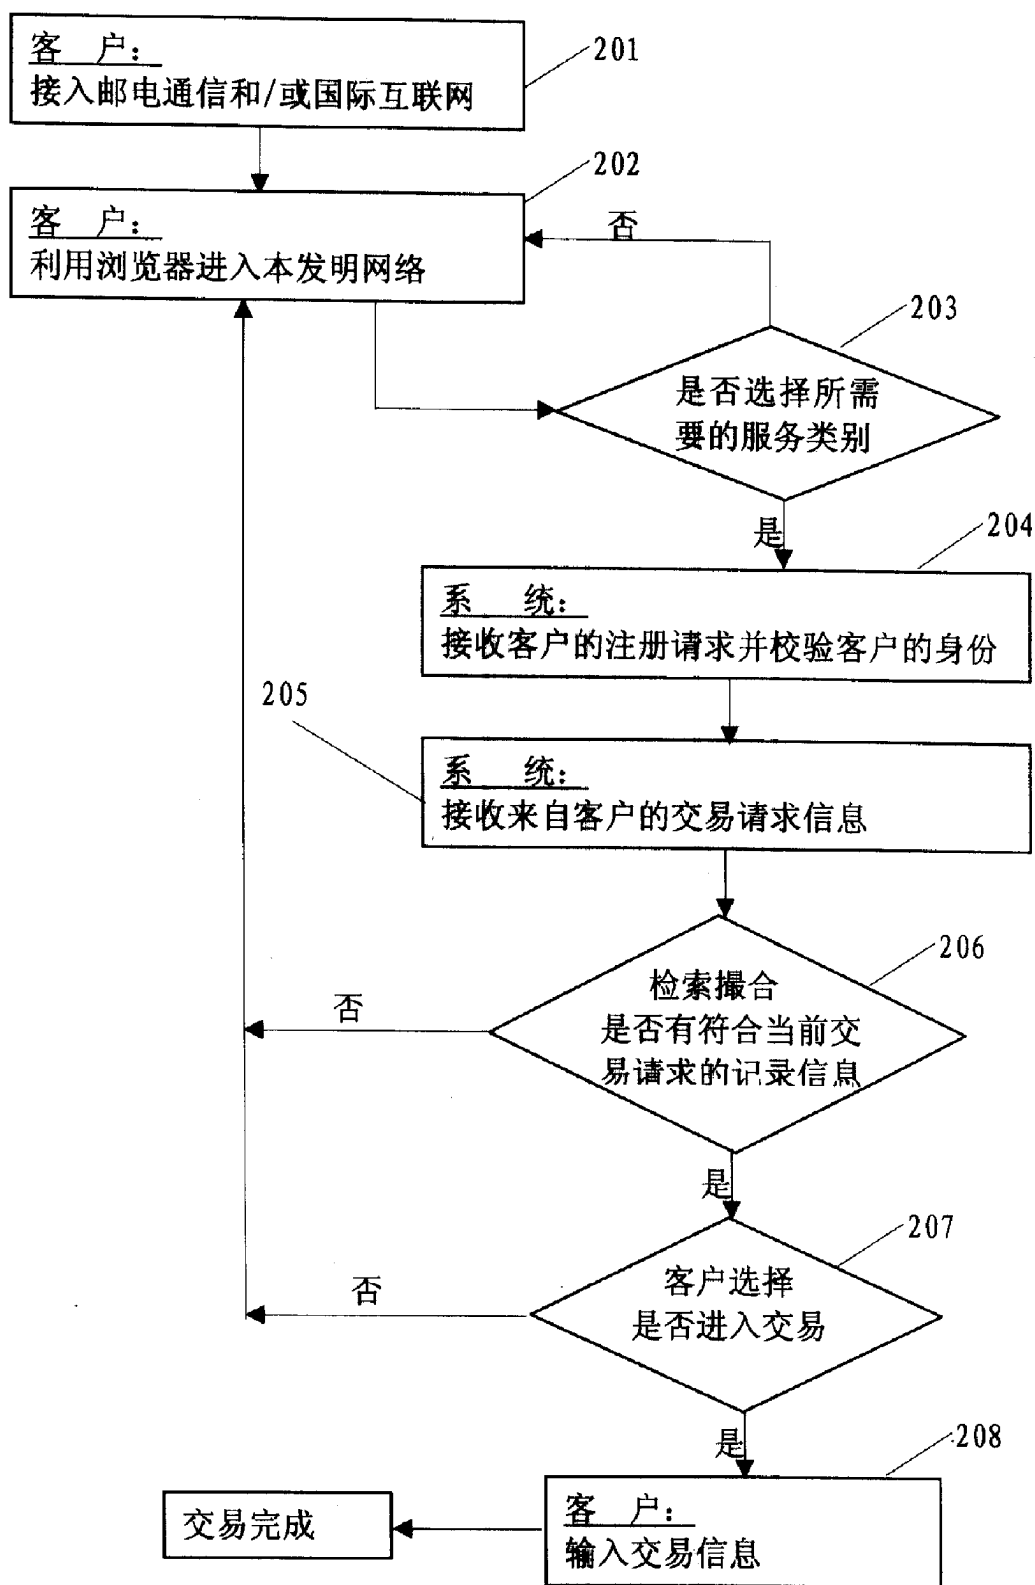 客 户：
接入邮电通信和/或国际互联网
201
客 户：
利用浏览器进入本发明网络
202
否
是否选择所需
要的服务类别
203
是
系 统：
接收客户的注册请求并校验客户的身份
204
系 统：
接收来自客户的交易请求信息
205
检索撮合
是否有符合当前交
易请求的记录信息
206
否
是
客户选择
是否进入交易
207
否
是
客 户：
输入交易信息
208
交易完成